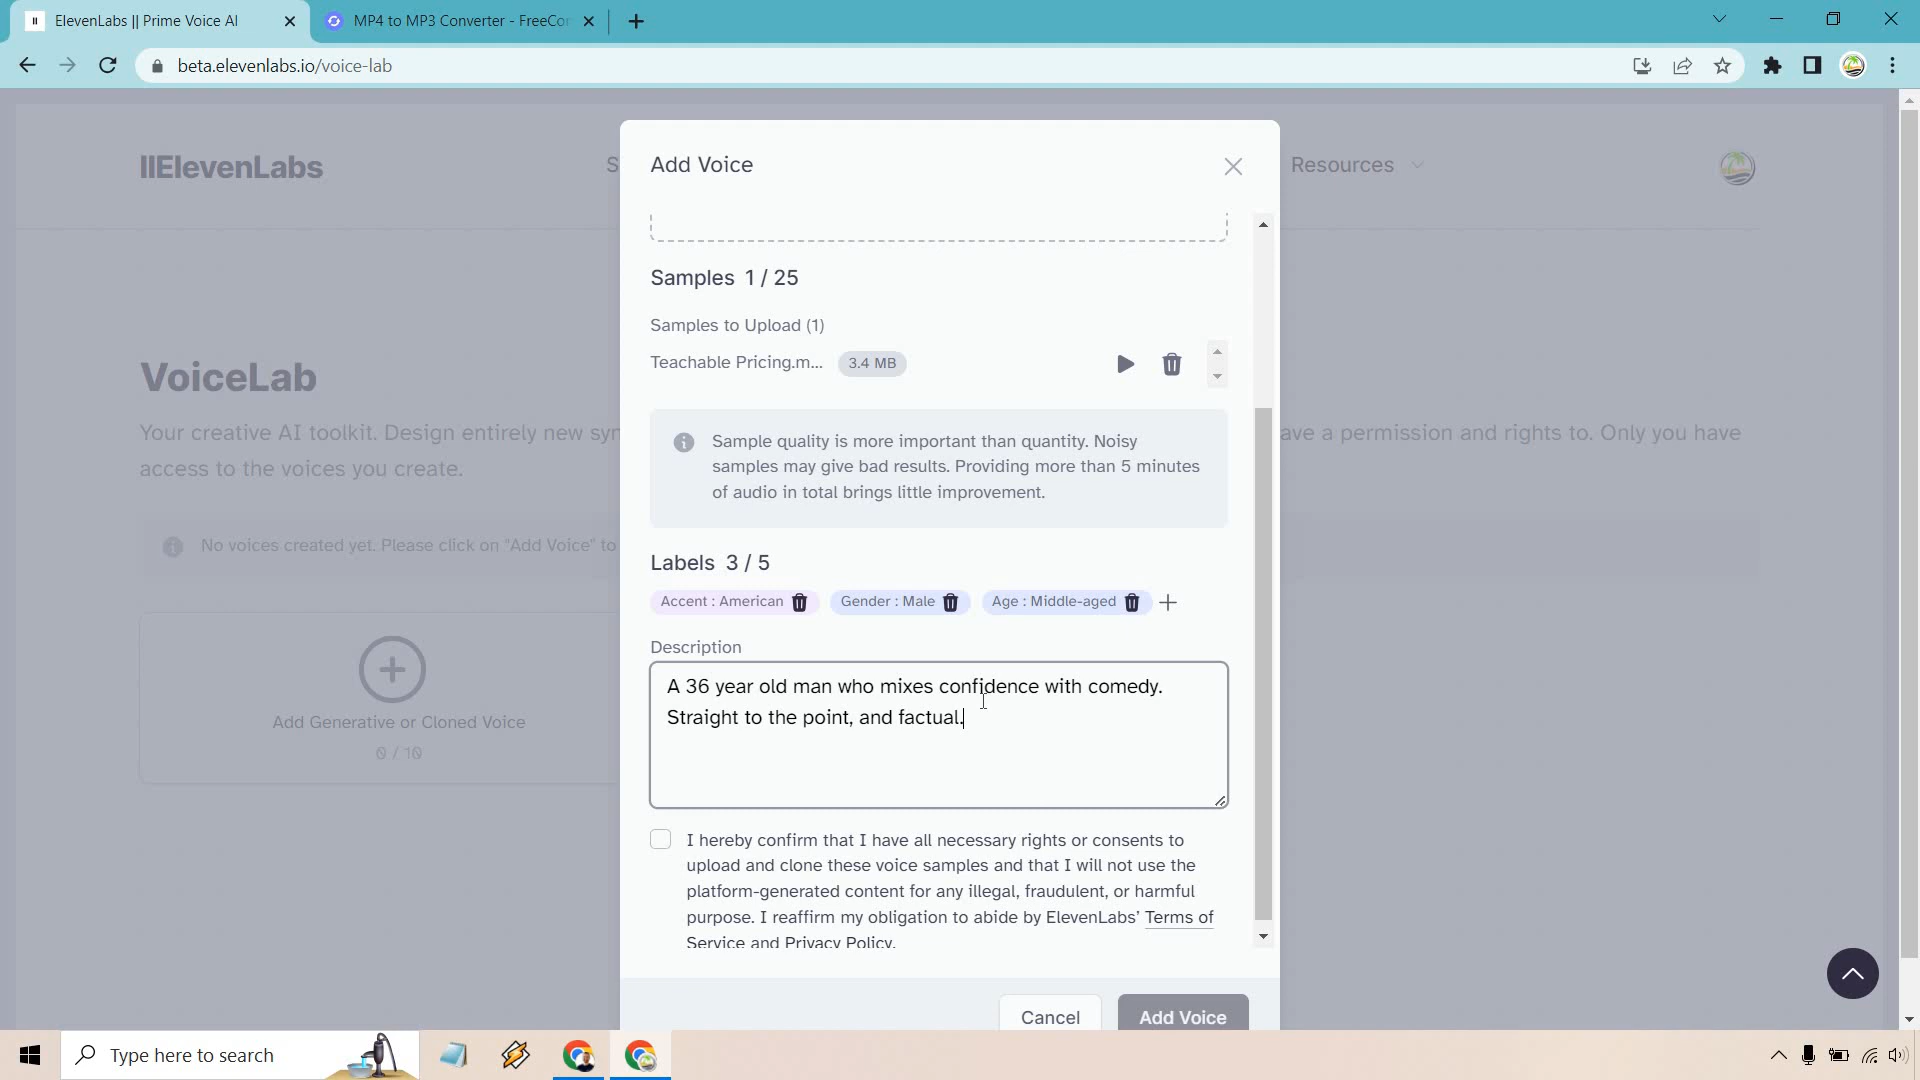 ElevenLabs || Prime Voice AI
MP4 to MP3 Converter - FreeCon
beta.elevenlabs.io/voice-lab
IIElevenLabs
S
Resources
Add Voice
Samples 1 / 25
Samples to Upload (1)
Teachable Pricing.m... 3.4 MB
Sample quality is more important than quantity. Noisy
samples may give bad results. Providing more than 5 minutes
of audio in total brings little improvement.
Labels 3 / 5
Accent : American
Gender : Male
Age : Middle-aged
Description
A 36 year old man who mixes confidence with comedy.
Straight to the point, and factual.
I hereby confirm that I have all necessary rights or consents to
upload and clone these voice samples and that I will not use the
platform-generated content for any illegal, fraudulent, or harmful
purpose. I reaffirm my obligation to abide by ElevenLabs’ Terms of
Service and Privacy Policy.
Cancel
Add Voice
VoiceLab
Your creative AI toolkit. Design entirely new syn
ave a permission and rights to. Only you have
access to the voices you create.
No voices created yet. Please click on "Add Voice" to
Add Generative or Cloned Voice
0 / 10
Type here to search